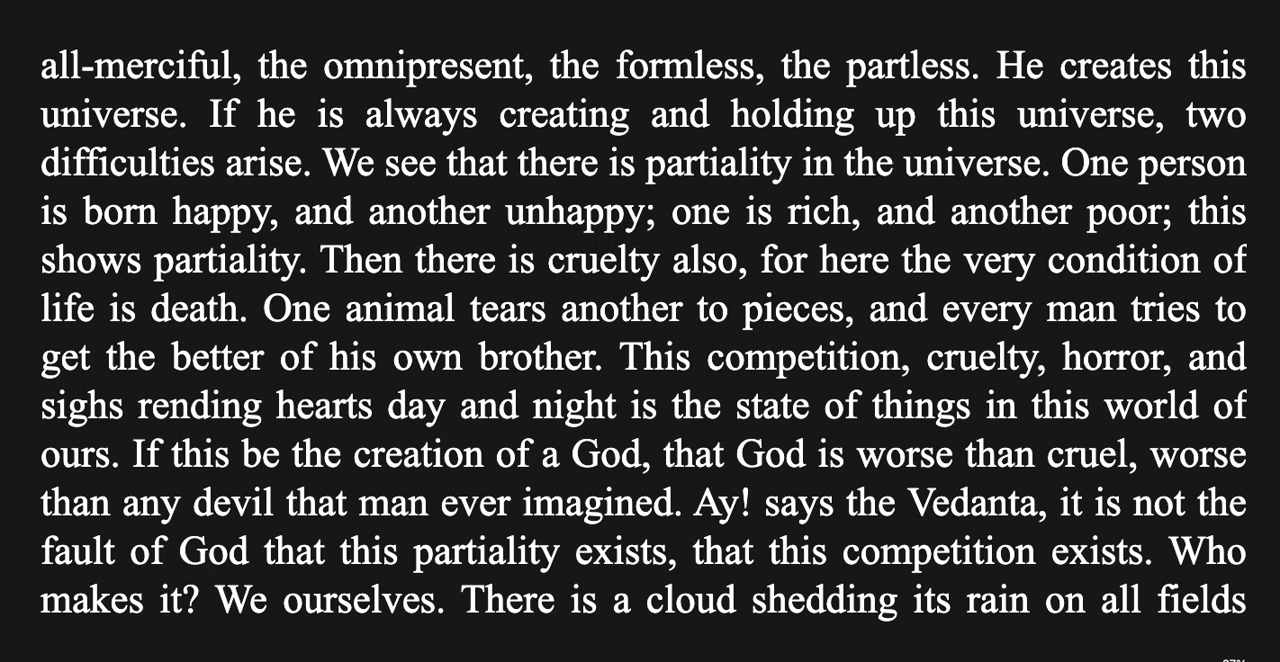 all-merciful, the omnipresent, the formless, the partless. He creates this
universe. If he is always creating and holding up this universe, two
difficulties arise. We see that there is partiality in the universe. One person
is born happy, and another unhappy; one is rich, and another poor; this
shows partiality. Then there is cruelty also, for here the very condition of
life is death. One animal tears another to pieces, and every man tries to
get the better of his own brother. This competition, cruelty, horror, and
sighs rending hearts day and night is the state of things in this world of
ours. If this be the creation of a God, that God is worse than cruel, worse
than any devil that man ever imagined. Ay! says the Vedanta, it is not the
fault of God that this partiality exists, that this competition exists. Who
makes it? We ourselves. There is a cloud shedding its rain on all fields